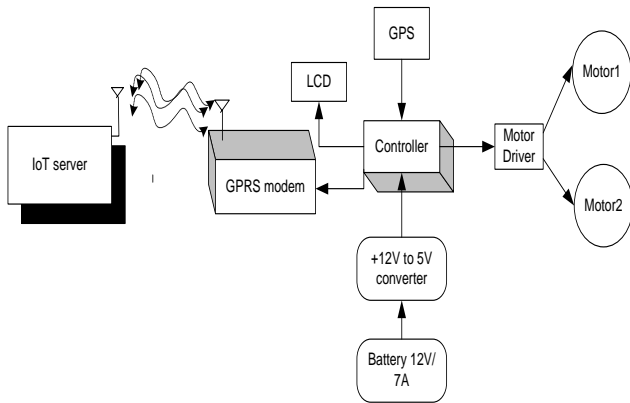 GPS
Motor1
LCD
IoT server
GPRS modem
Controller
Motor
Driver
Motor2
+12V to 5V
converter
Battery 12V/
7A